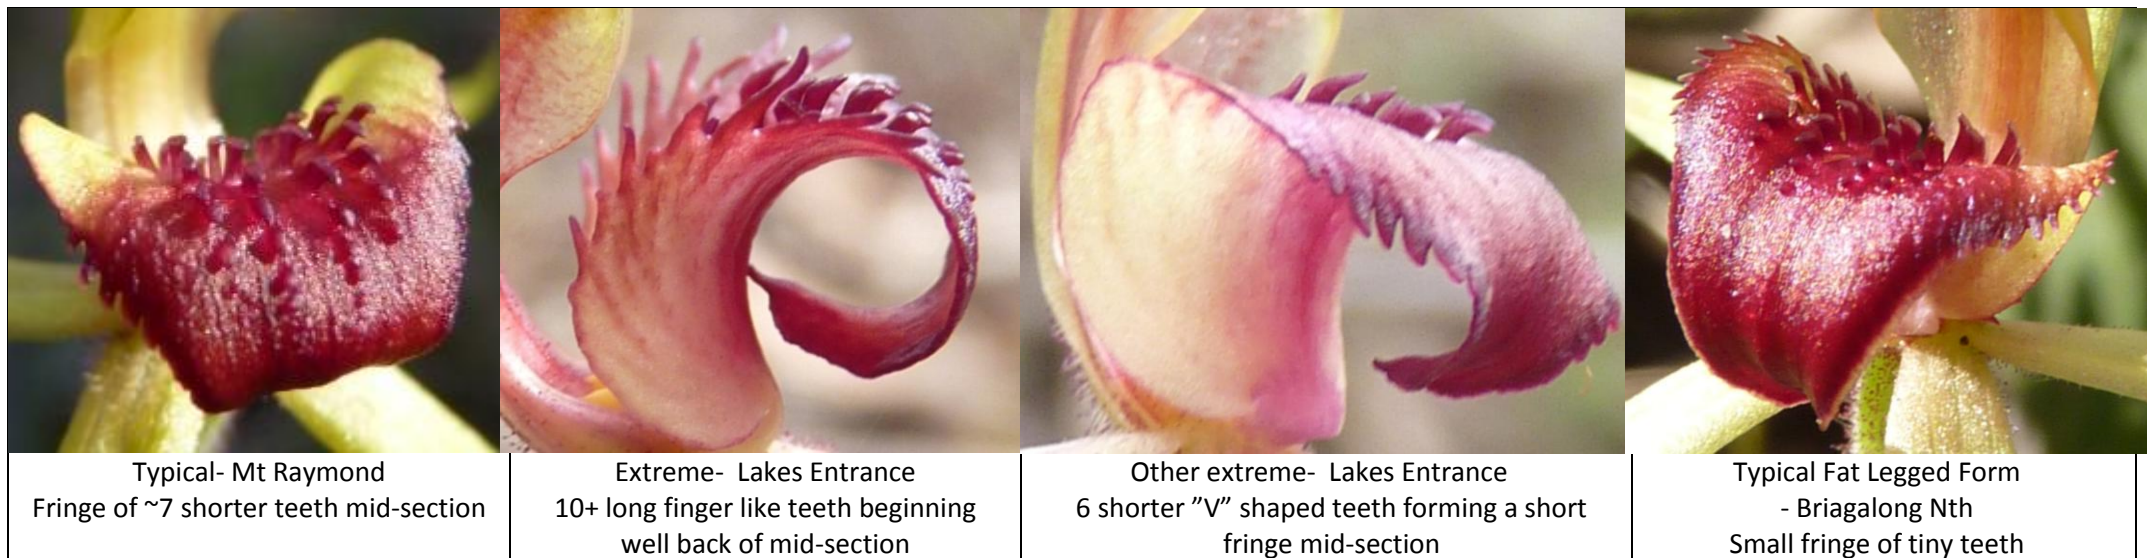 Typical- Mt Raymond
Fringe of ~7 shorter teeth mid-section
Extreme-  Lakes Entrance
10+ long finger like teeth beginning
well back of mid-section
Other extreme-  Lakes Entrance
6 shorter ”V” shaped teeth forming a short
fringe mid-section
Typical Fat Legged Form
- Briagalong Nth
Small fringe of tiny teeth